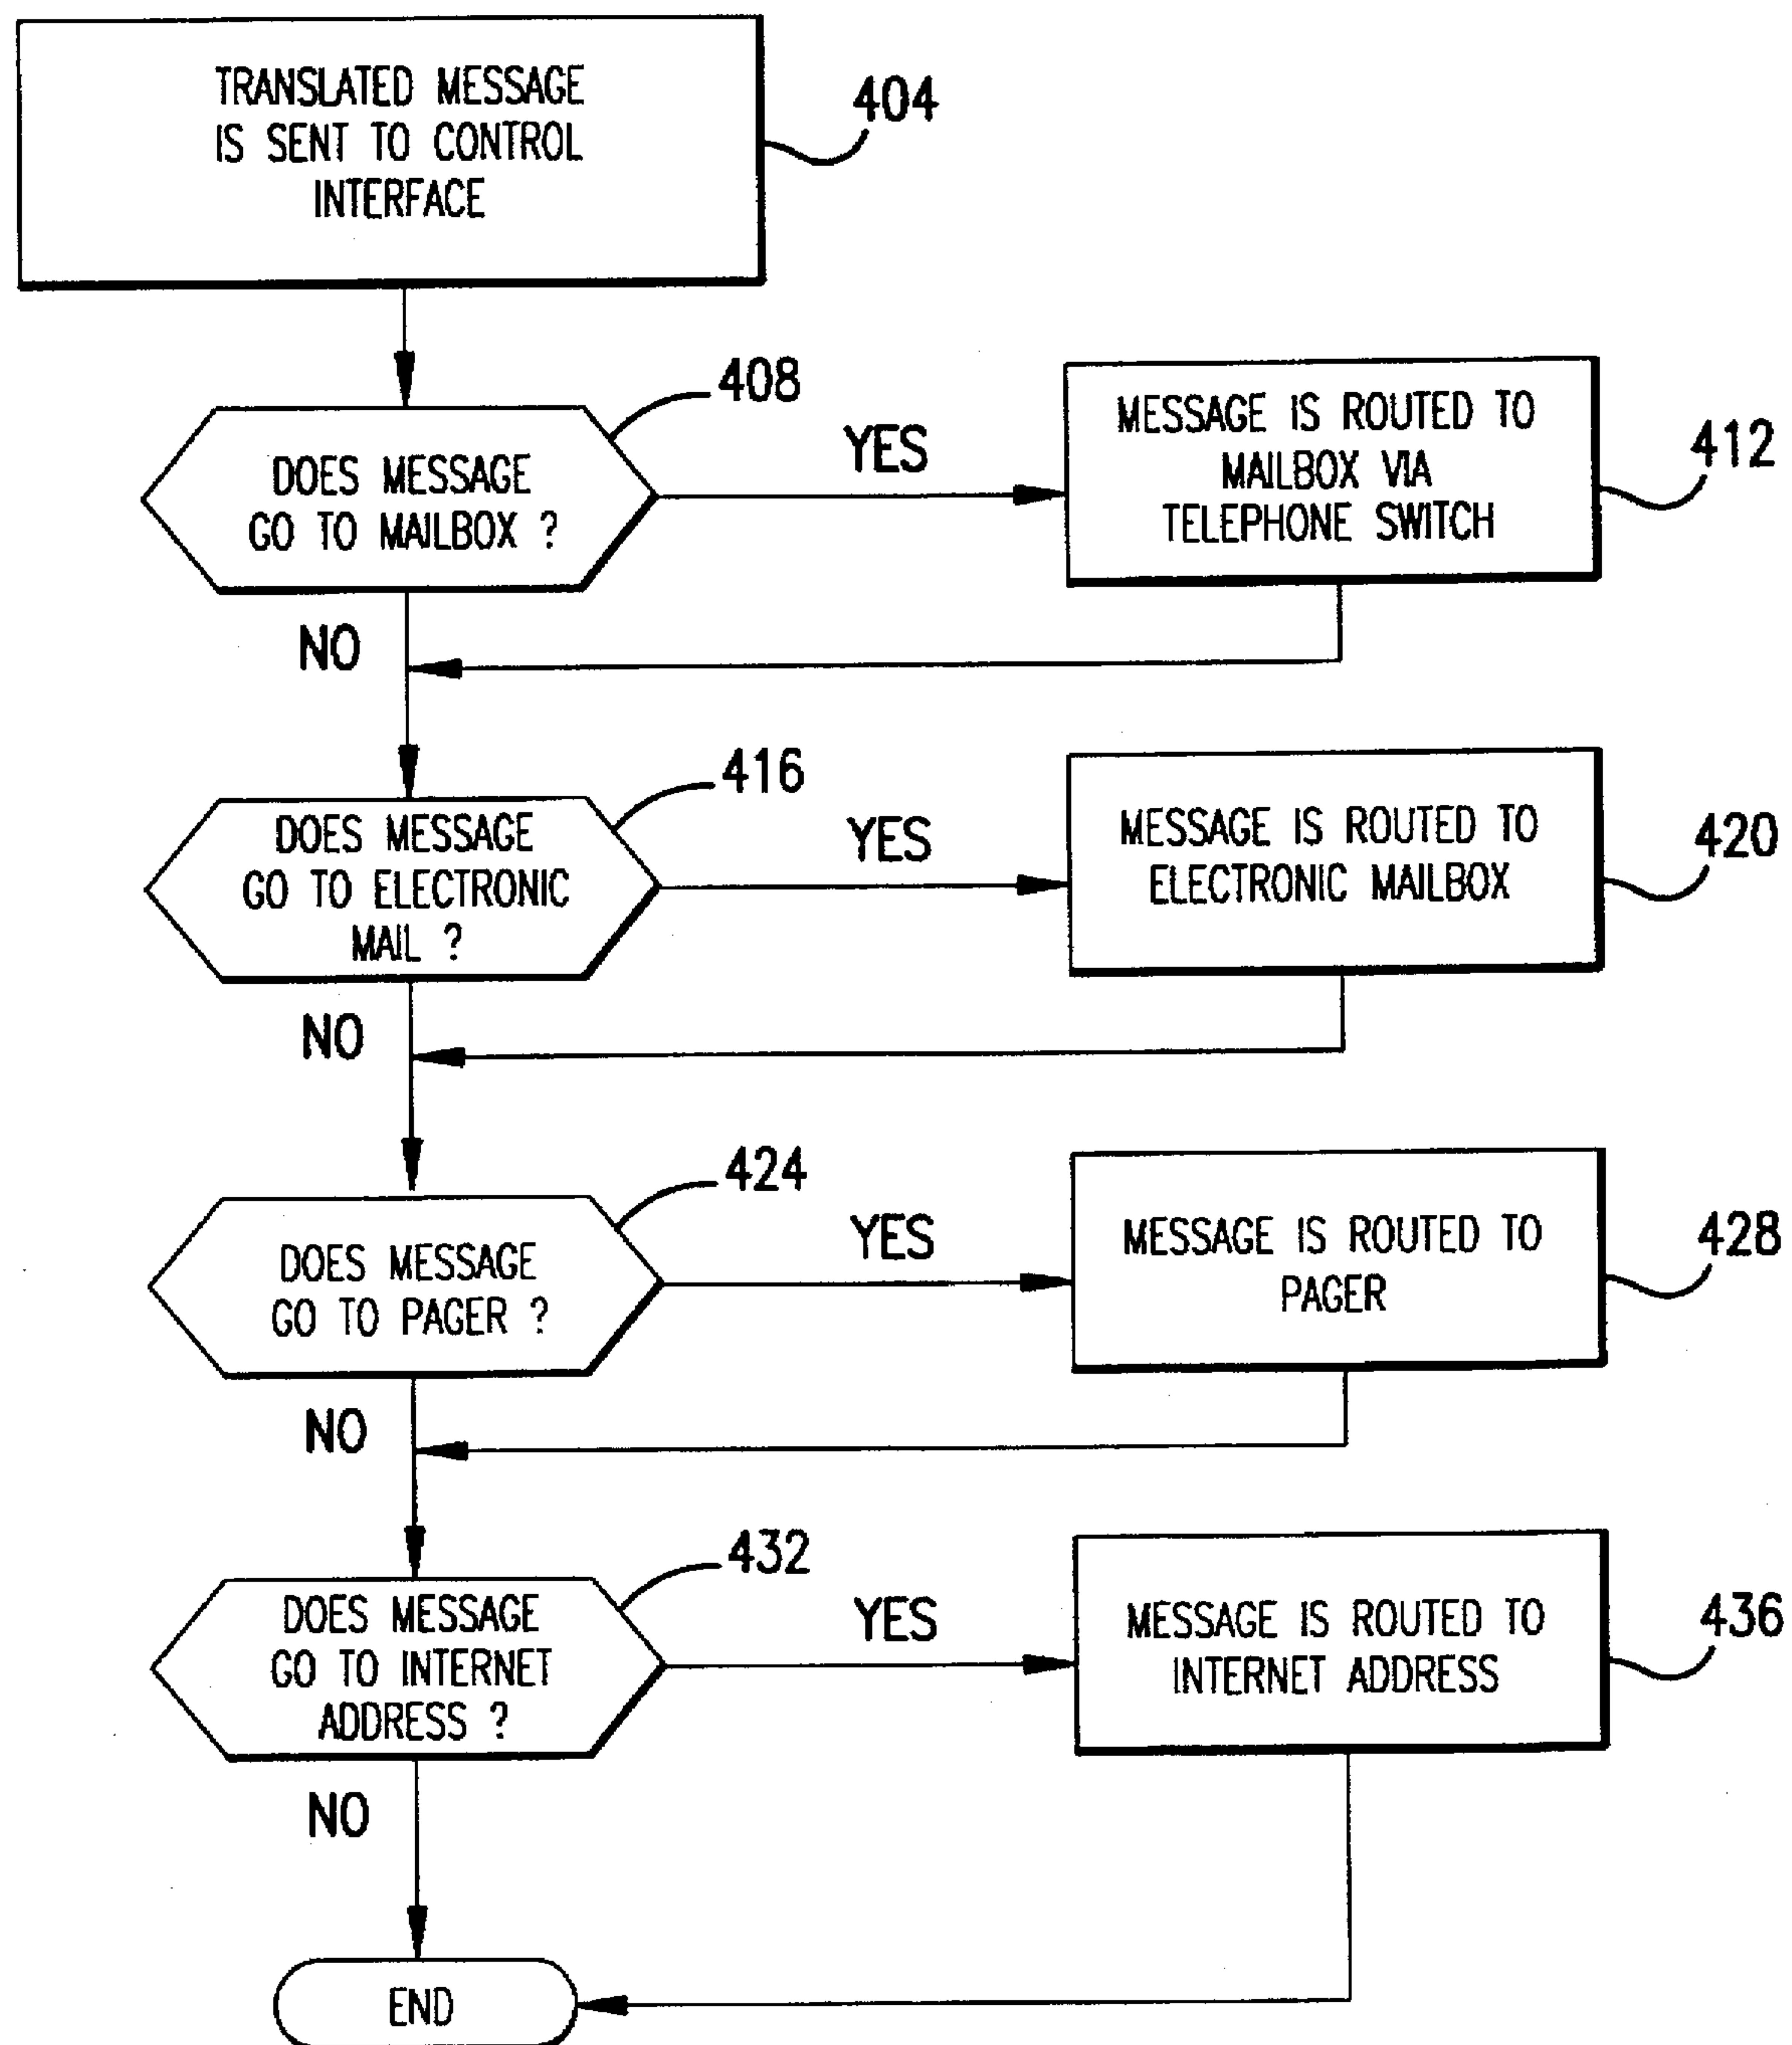 TRANSLATED MESSAGE
IS SENT TO CONTROL
INTERFACE
404
408
DOES MESSAGE
GO TO MAILBOX ?
YES
MESSAGE IS ROUTED TO
MAILBOX VIA
TELEPHONE SWITCH
412
NO
416
DOES MESSAGE
GO TO ELECTRONIC
MAIL ?
YES
MESSAGE IS ROUTED TO
ELECTRONIC MAILBOX
420
NO
424
DOES MESSAGE
GO TO PAGER ?
YES
MESSAGE IS ROUTED TO
PAGER
428
NO
432
DOES MESSAGE
GO TO INTERNET
ADDRESS ?
YES
MESSAGE IS ROUTED TO
INTERNET ADDRESS
436
NO
END